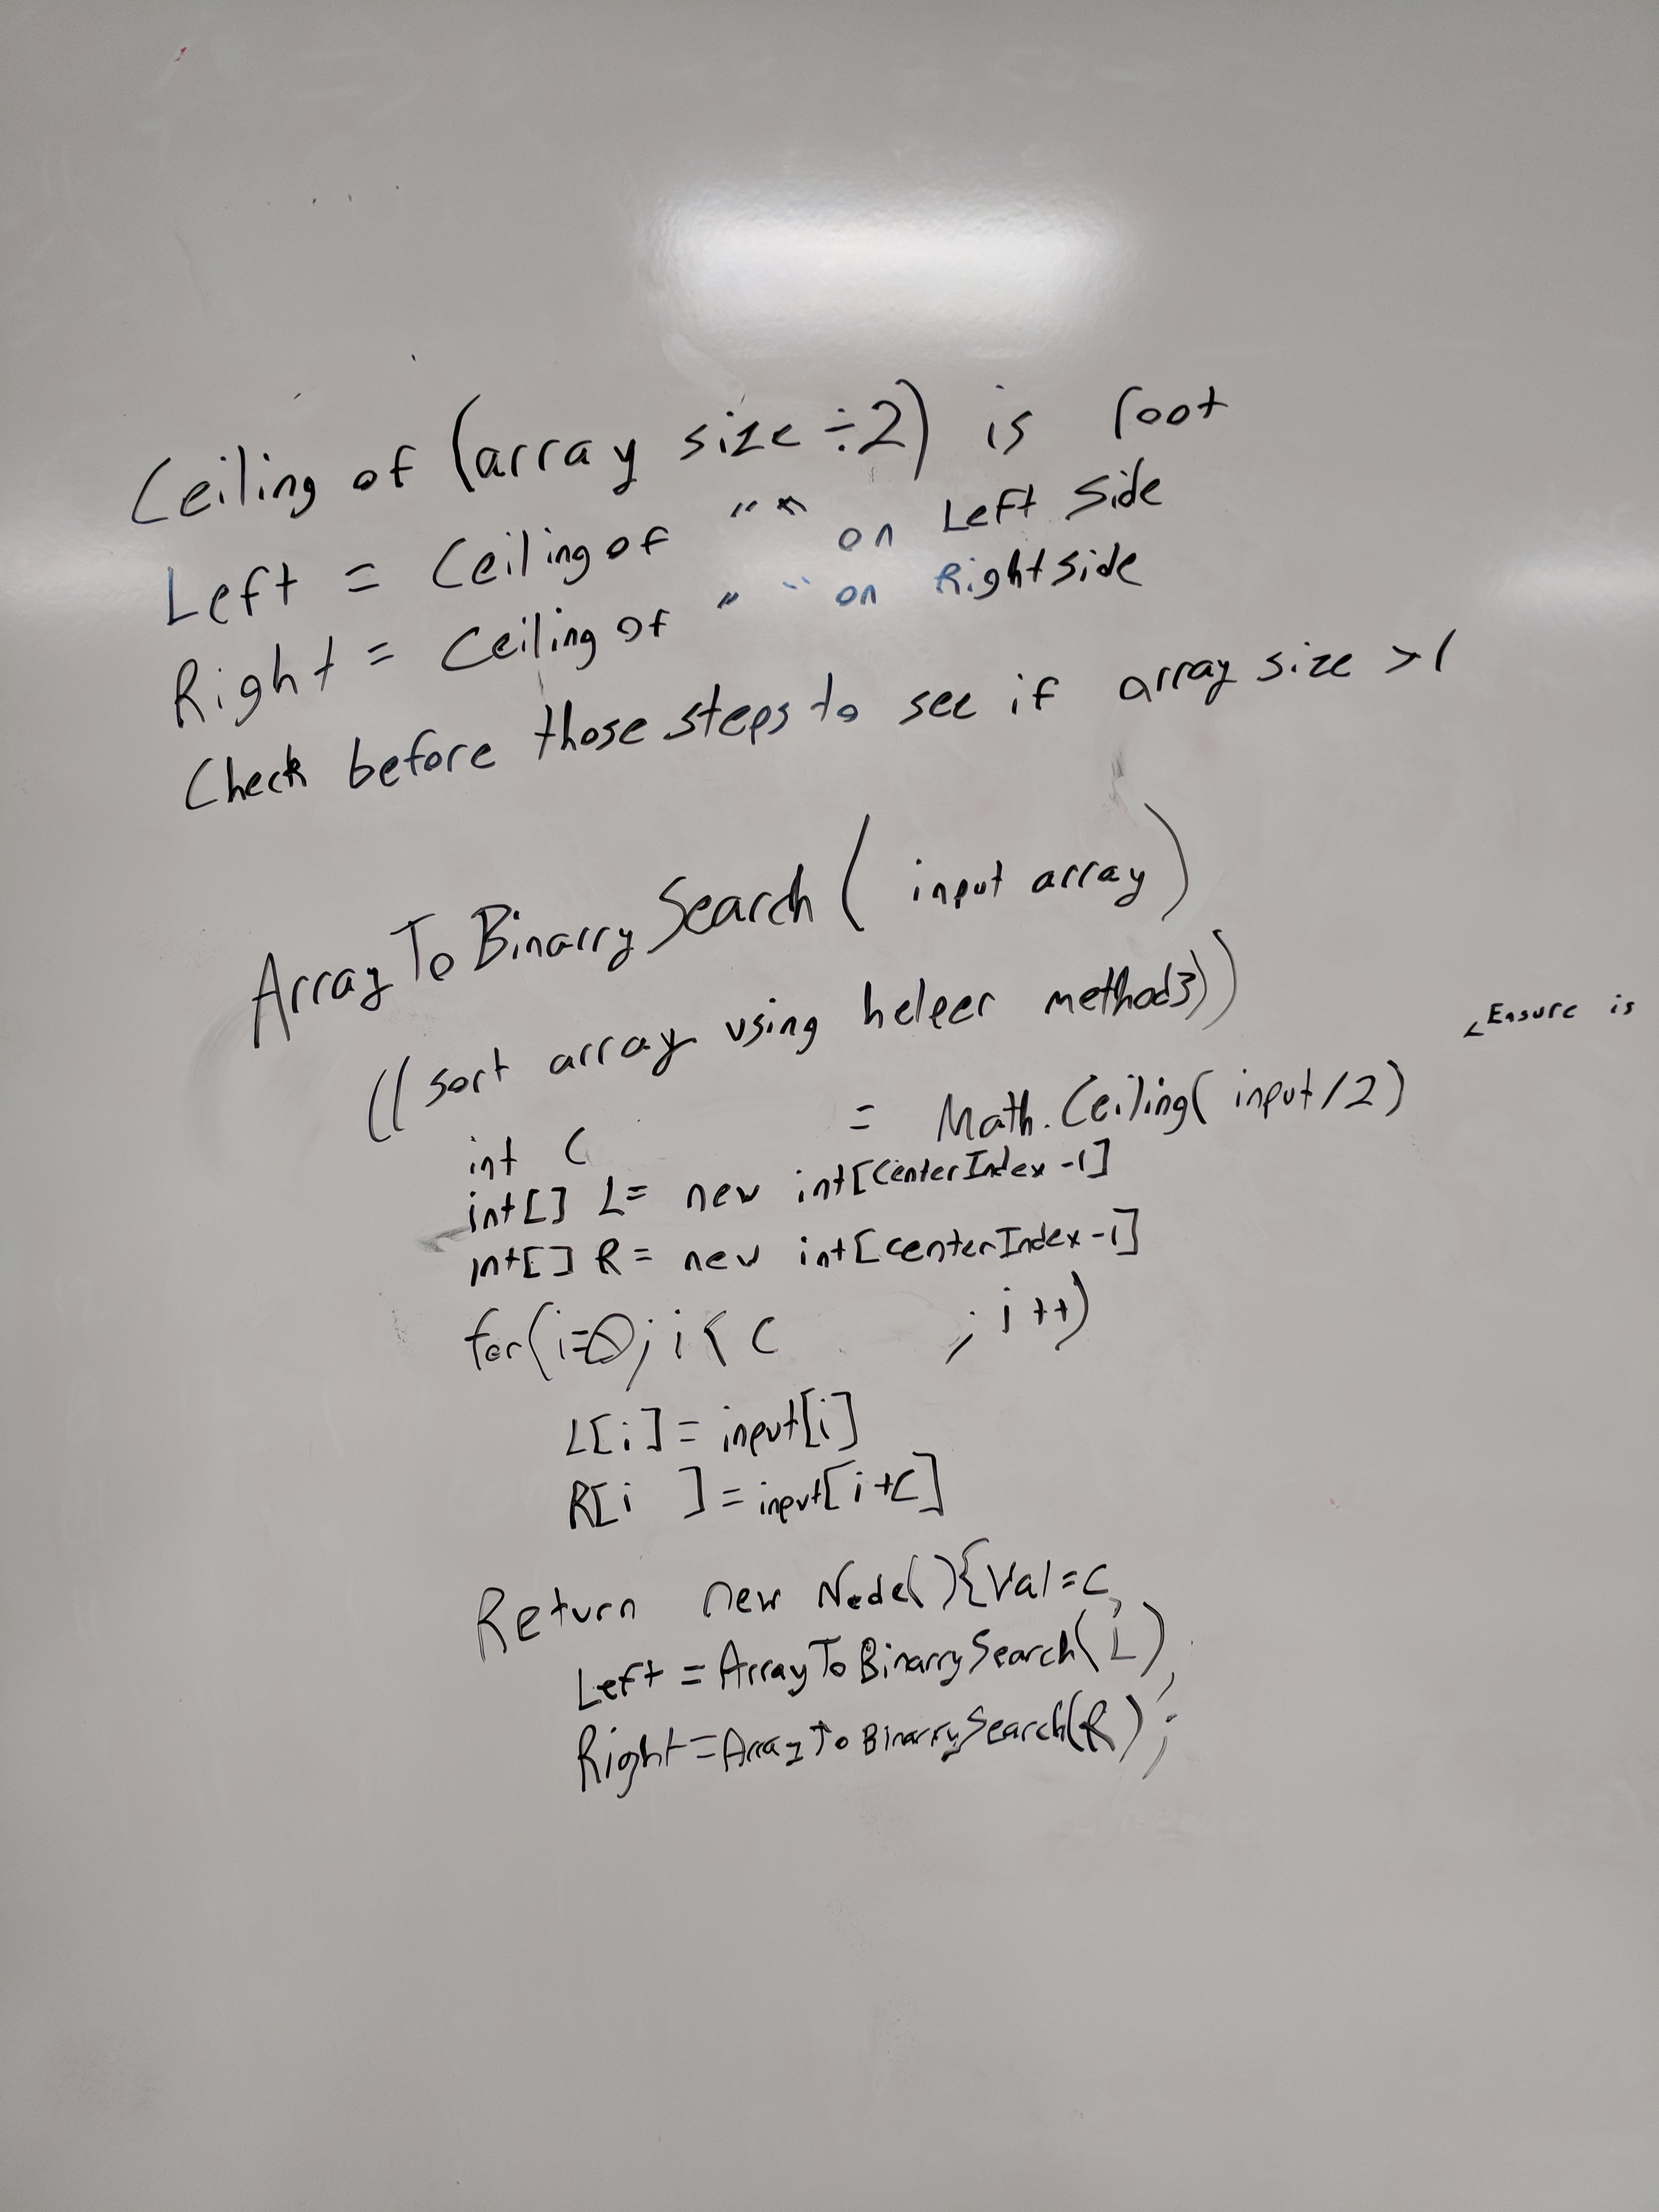 Ceiling of (array size ÷2) is root
Left = Ceiling of " " on Left side
Right = Ceiling of " " on Right side
Check before those steps to see if array size >1
ArrayToBinarrySearch( input array)
((sort array using helper methods))
<Ensure is
int C = Math.Ceiling( input/2)
int[] L= new int[centerIndex-1]
int[] R= new int[centerIndex-1]
for(i=0; i< C ; i++)
L[i]= input[i]
R[i ]= input[i+C]
Return new Node(){Val=C,
Left = ArrayToBinarrySearch(L),
Right=ArrayToBinarrySearch(R);